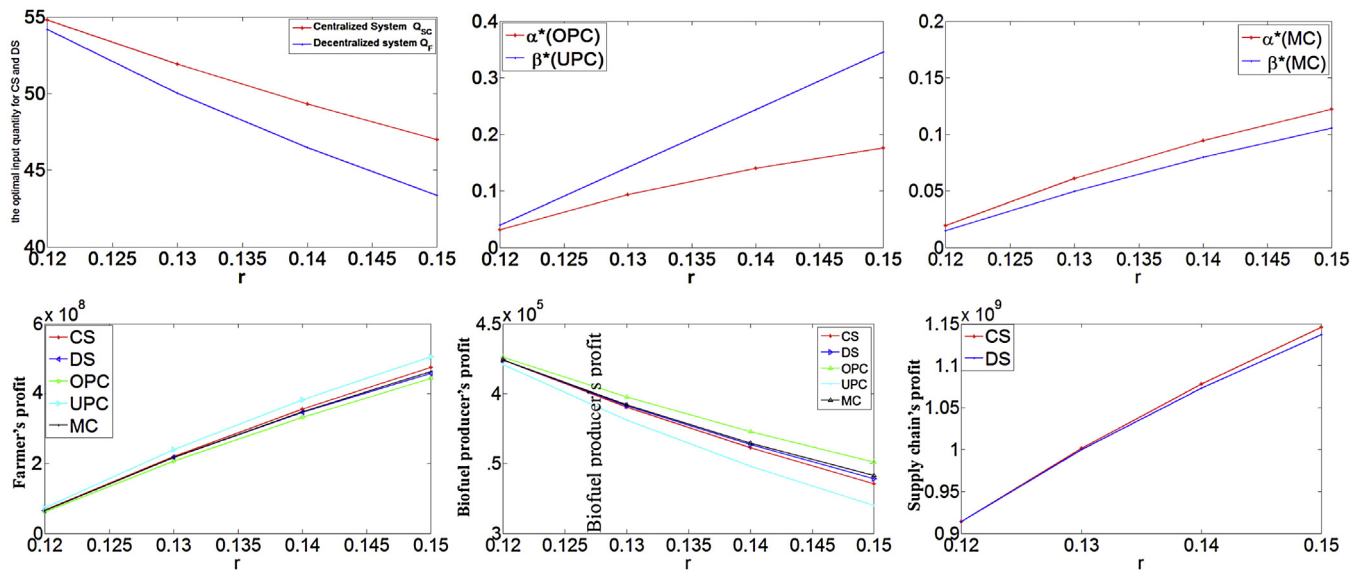 the optimal input quantity for CS and DS
55
50
45
40
0.12 0.125 0.13 0.135 0.14 0.145 0.15
r
Centralized System Q_SC
Decentralized system Q_F
0.4
0.3
0.2
0.1
0
0.12 0.125 0.13 0.135 0.14 0.145 0.15
r
α*(OPC)
β*(UPC)
0.2
0.15
0.1
0.05
0
0.12 0.125 0.13 0.135 0.14 0.145 0.15
r
α*(MC)
β*(MC)
Farmer's profit
6 × 10^8
4
2
0
0.12 0.125 0.13 0.135 0.14 0.145 0.15
r
CS
DS
OPC
UPC
MC
Biofuel producer's profit
Biofuel producer's profit
4.5 × 10^5
4
3.5
3
0.12 0.125 0.13 0.135 0.14 0.145 0.15
r
CS
DS
OPC
UPC
MC
Supply chain's profit
× 10^9
1.15
1.1
1.05
1
0.95
0.9
0.12 0.13 0.14 0.15
r
CS
DS